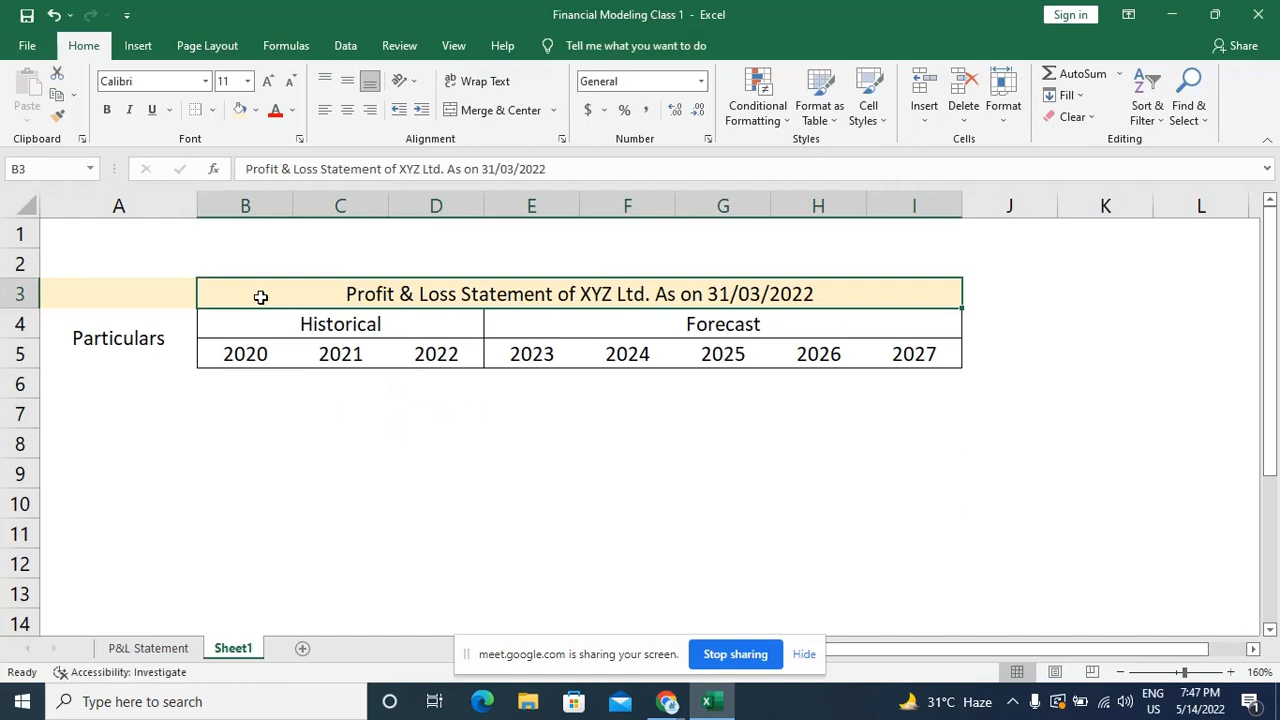 Financial Modeling Class 1 - Excel
Sign in
File Home Insert Page Layout Formulas Data Review View Help Tell me what you want to do Share
Paste
Calibri 11
B I U A
Wrap Text
Merge & Center
General
$ % ,
Conditional Formatting
Format as Table
Cell Styles
Insert Delete Format
AutoSum
Fill
Clear
Sort & Filter
Find & Select
Clipboard Font Alignment Number Styles Cells Editing
B3 fx Profit & Loss Statement of XYZ Ltd. As on 31/03/2022
A B C D E F G H I J K L
1
2
3 Profit & Loss Statement of XYZ Ltd. As on 31/03/2022
4 Historical Forecast
Particulars
5 2020 2021 2022 2023 2024 2025 2026 2027
6
7
8
9
10
11
12
13
14
P&L Statement Sheet1
meet.google.com is sharing your screen. Stop sharing Hide
Ready Accessibility: Investigate 160%
Type here to search
31°C Haze
ENG
US
7:47 PM
5/14/2022
1